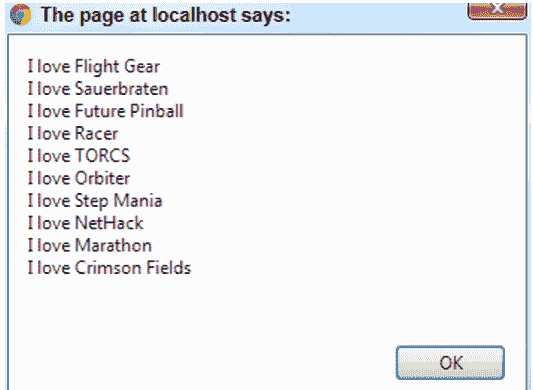 The page at localhost says:
I love Flight Gear
I love Sauerbraten
I love Future Pinball
I love Racer
I love TORCS
I love Orbiter
I love Step Mania
I love NetHack
I love Marathon
I love Crimson Fields
OK